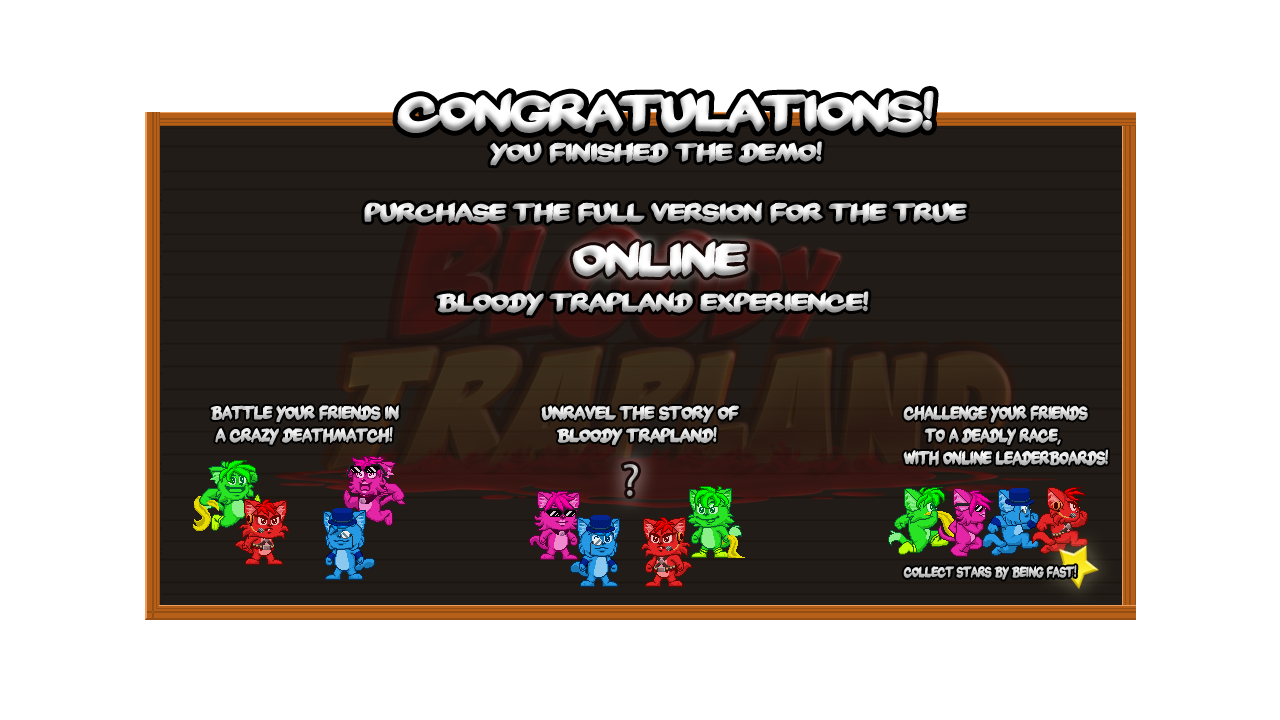 CONGRATULATIONS!
YOU FINISHED THE DEMO!
PURCHASE THE FULL VERSION FOR THE TRUE
ONLINE
BLOODY TRAPLAND EXPERIENCE!
BLOODY
TRAPLAND
BATTLE YOUR FRIENDS IN
A CRAZY DEATHMATCH!
UNRAVEL THE STORY OF
BLOODY TRAPLAND!
?
CHALLENGE YOUR FRIENDS
TO A DEADLY RACE,
WITH ONLINE LEADERBOARDS!
COLLECT STARS BY BEING FAST!